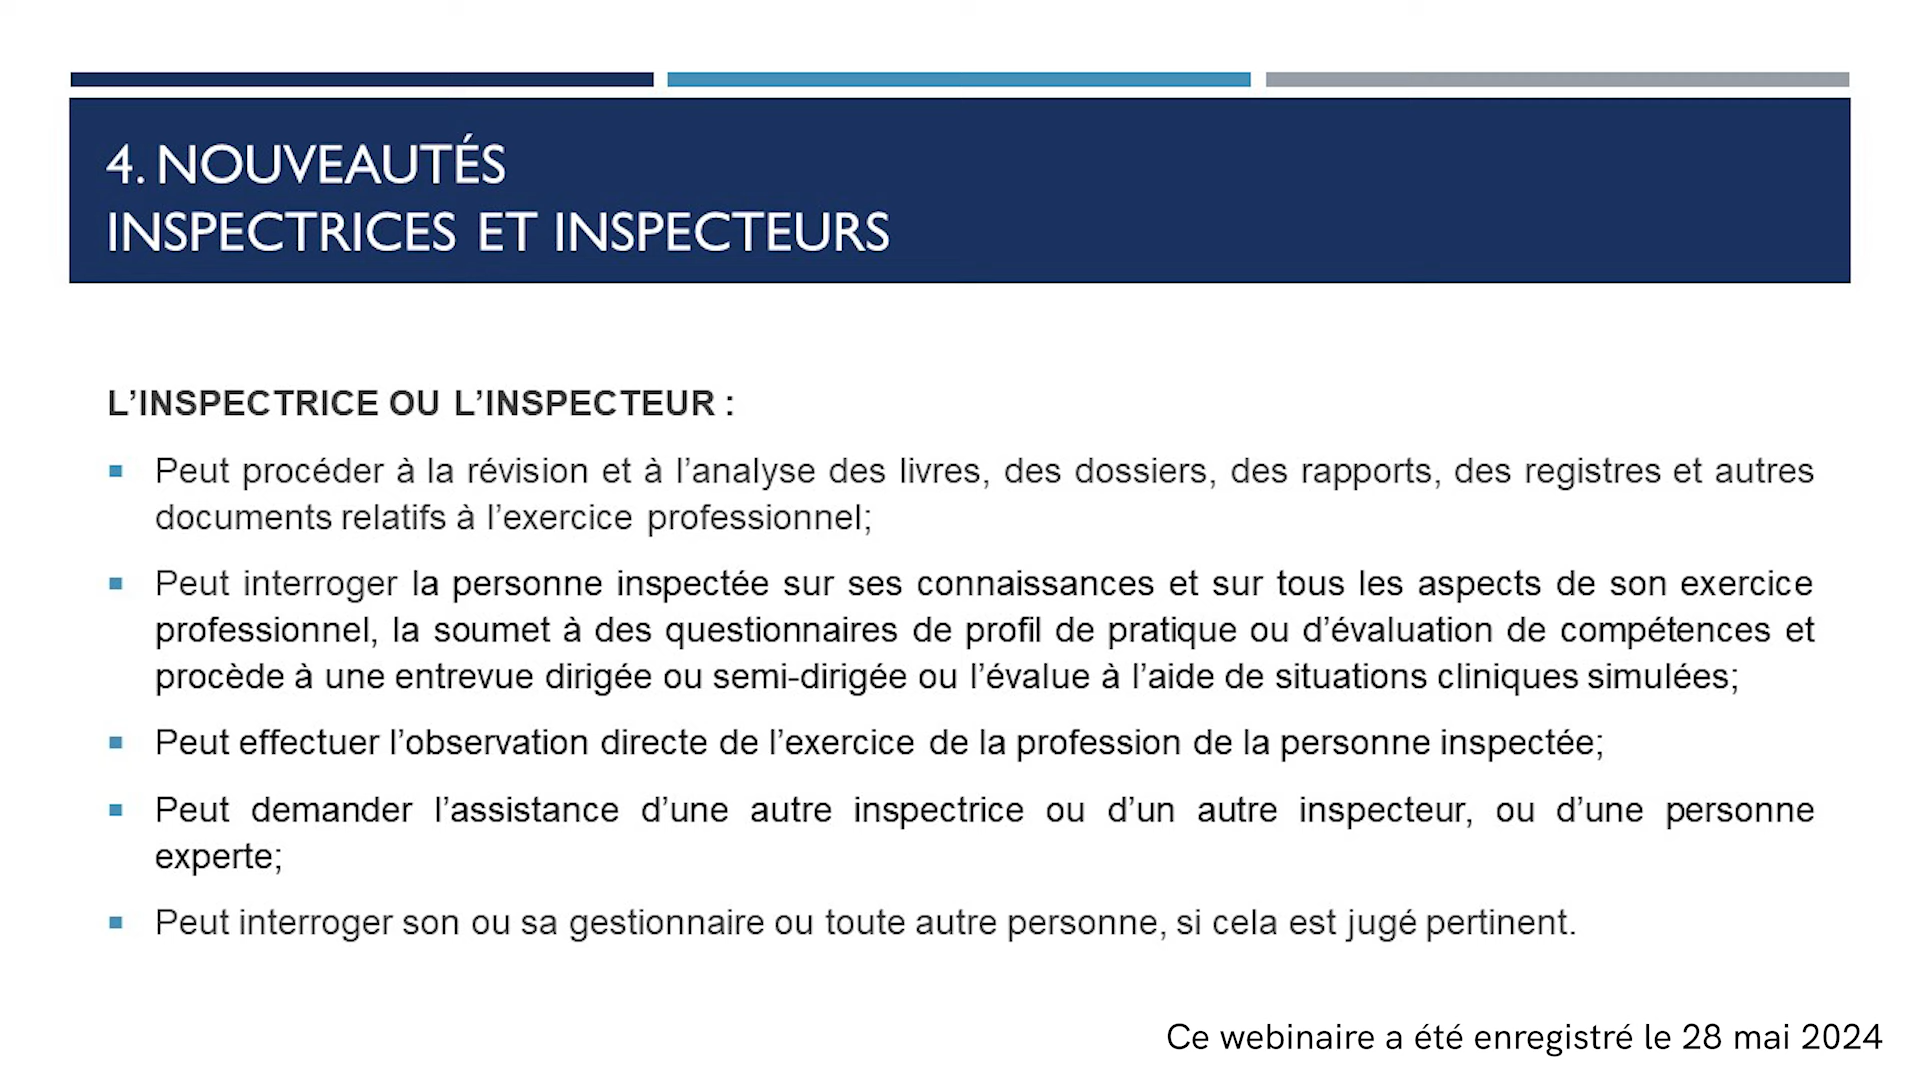 4. NOUVEAUTÉS
INSPECTRICES ET INSPECTEURS
L’INSPECTRICE OU L’INSPECTEUR :
▪ Peut procéder à la révision et à l’analyse des livres, des dossiers, des rapports, des registres et autres
documents relatifs à l’exercice professionnel;
▪ Peut interroger la personne inspectée sur ses connaissances et sur tous les aspects de son exercice
professionnel, la soumet à des questionnaires de profil de pratique ou d’évaluation de compétences et
procède à une entrevue dirigée ou semi-dirigée ou l’évalue à l’aide de situations cliniques simulées;
▪ Peut effectuer l’observation directe de l’exercice de la profession de la personne inspectée;
▪ Peut demander l’assistance d’une autre inspectrice ou d’un autre inspecteur, ou d’une personne
experte;
▪ Peut interroger son ou sa gestionnaire ou toute autre personne, si cela est jugé pertinent.
Ce webinaire a été enregistré le 28 mai 2024